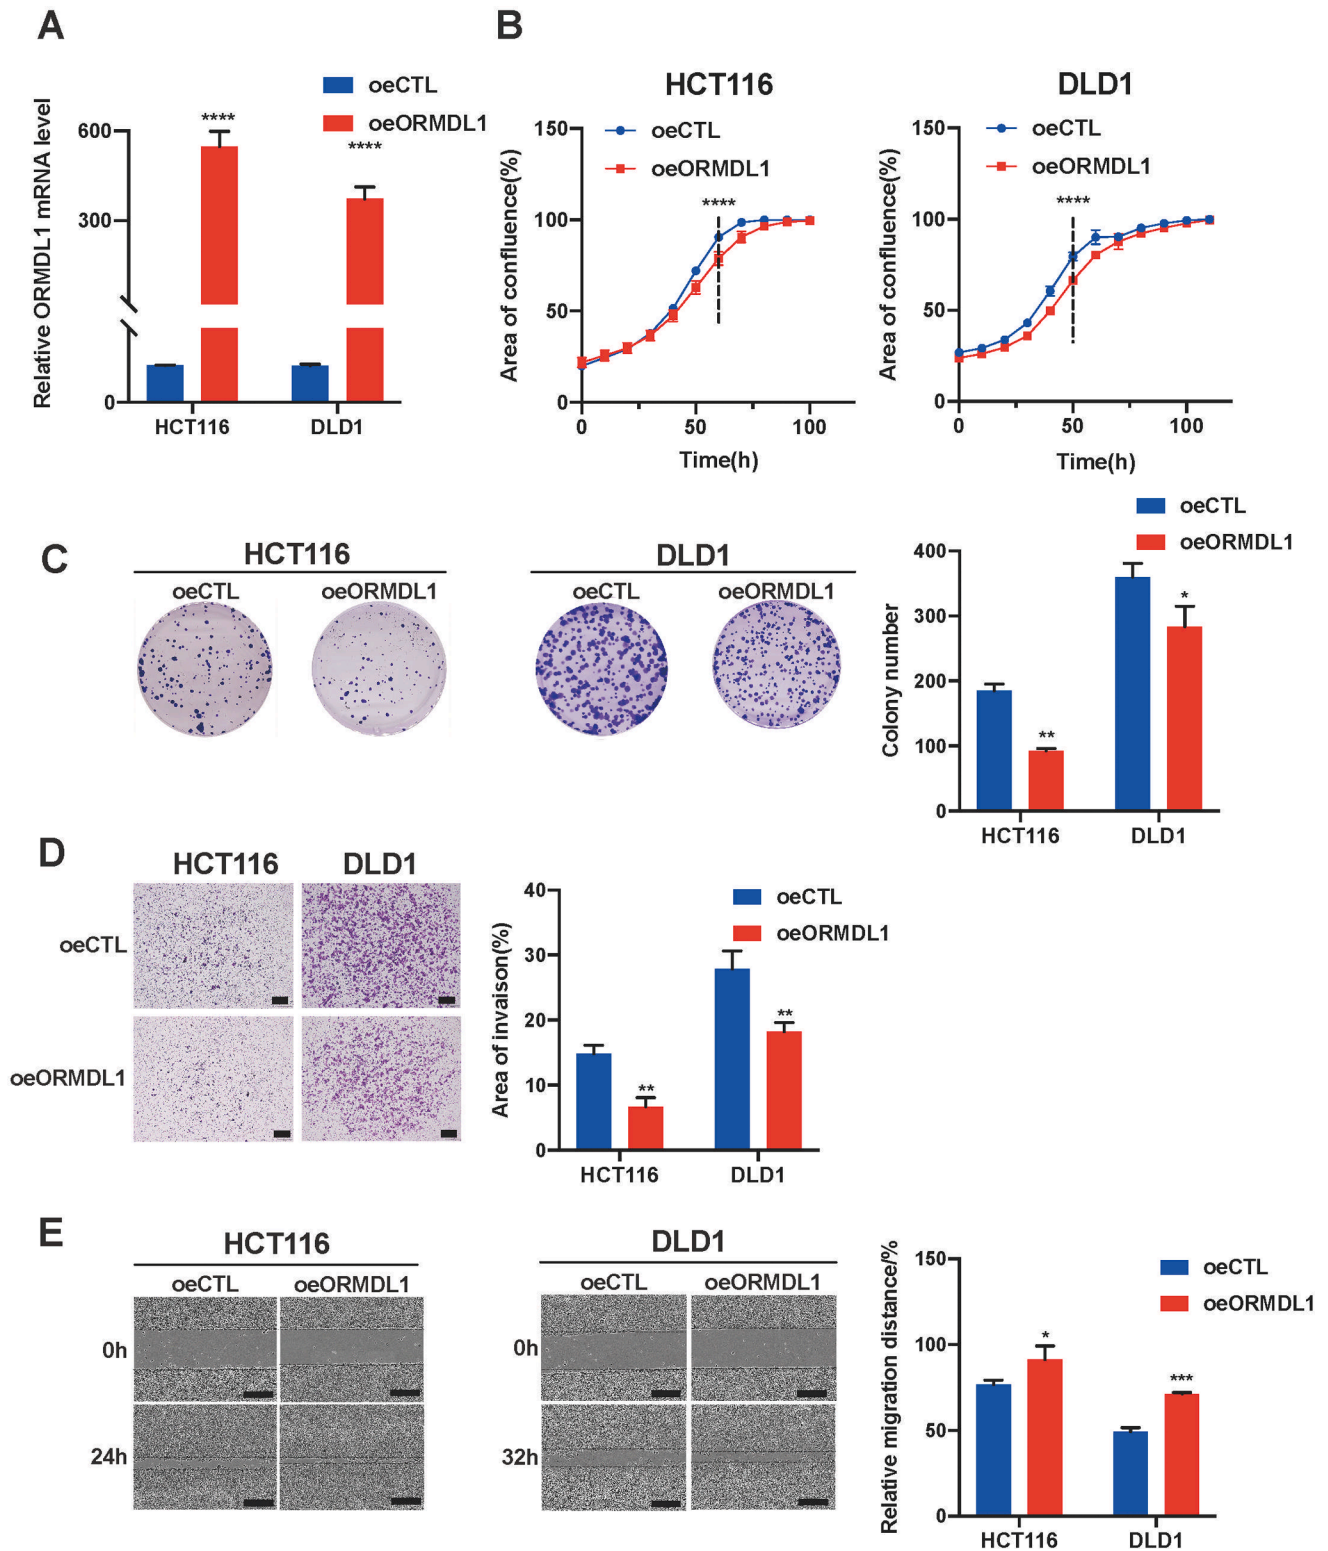 A
oeCTL
oeORMDL1
Relative ORMDL1 mRNA level
600
300
0
****
****
HCT116
DLD1
B
HCT116
oeCTL
oeORMDL1
Area of confluence(%)
150
100
50
0
****
0
50
100
Time(h)
DLD1
oeCTL
oeORMDL1
Area of confluence(%)
150
100
50
0
****
0
50
100
Time(h)
C
HCT116
oeCTL
oeORMDL1
DLD1
oeCTL
oeORMDL1
oeCTL
oeORMDL1
Colony number
400
300
200
100
0
**
*
HCT116
DLD1
D
HCT116
DLD1
oeCTL
oeORMDL1
oeCTL
oeORMDL1
Area of invaison(%)
40
30
20
10
0
**
**
HCT116
DLD1
E
HCT116
oeCTL
oeORMDL1
0h
24h
DLD1
oeCTL
oeORMDL1
0h
32h
oeCTL
oeORMDL1
Relative migration distance/%
150
100
50
0
*
***
HCT116
DLD1